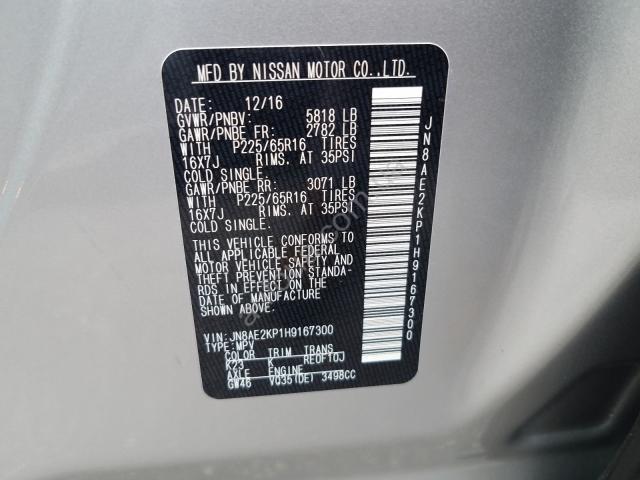 MFD BY NISSAN MOTOR CO.,LTD.
DATE: 12/16
GVWR/PNBV: 5818 LB
GAWR/PNBE FR: 2782 LB
WITH P225/65R16 TIRES
16X7J RIMS. AT 35PSI
COLD SINGLE.
GAWR/PNBE RR: 3071 LB
WITH P225/65R16 TIRES
16X7J RIMS. AT 35PSI
COLD SINGLE.
THIS VEHICLE CONFORMS TO
ALL APPLICABLE FEDERAL
MOTOR VEHICLE SAFETY AND
THEFT PREVENTION STANDA-
RDS IN EFFECT ON THE
DATE OF MANUFACTURE
SHOWN ABOVE.
VIN: JN8AE2KP1H9167300
TYPE: MPV
COLOR TRIM TRANS
K23 K RE0F10J
AXLE ENGINE
GW46 VQ35(DE) 3498CC
JN8AE2KP1H9167300